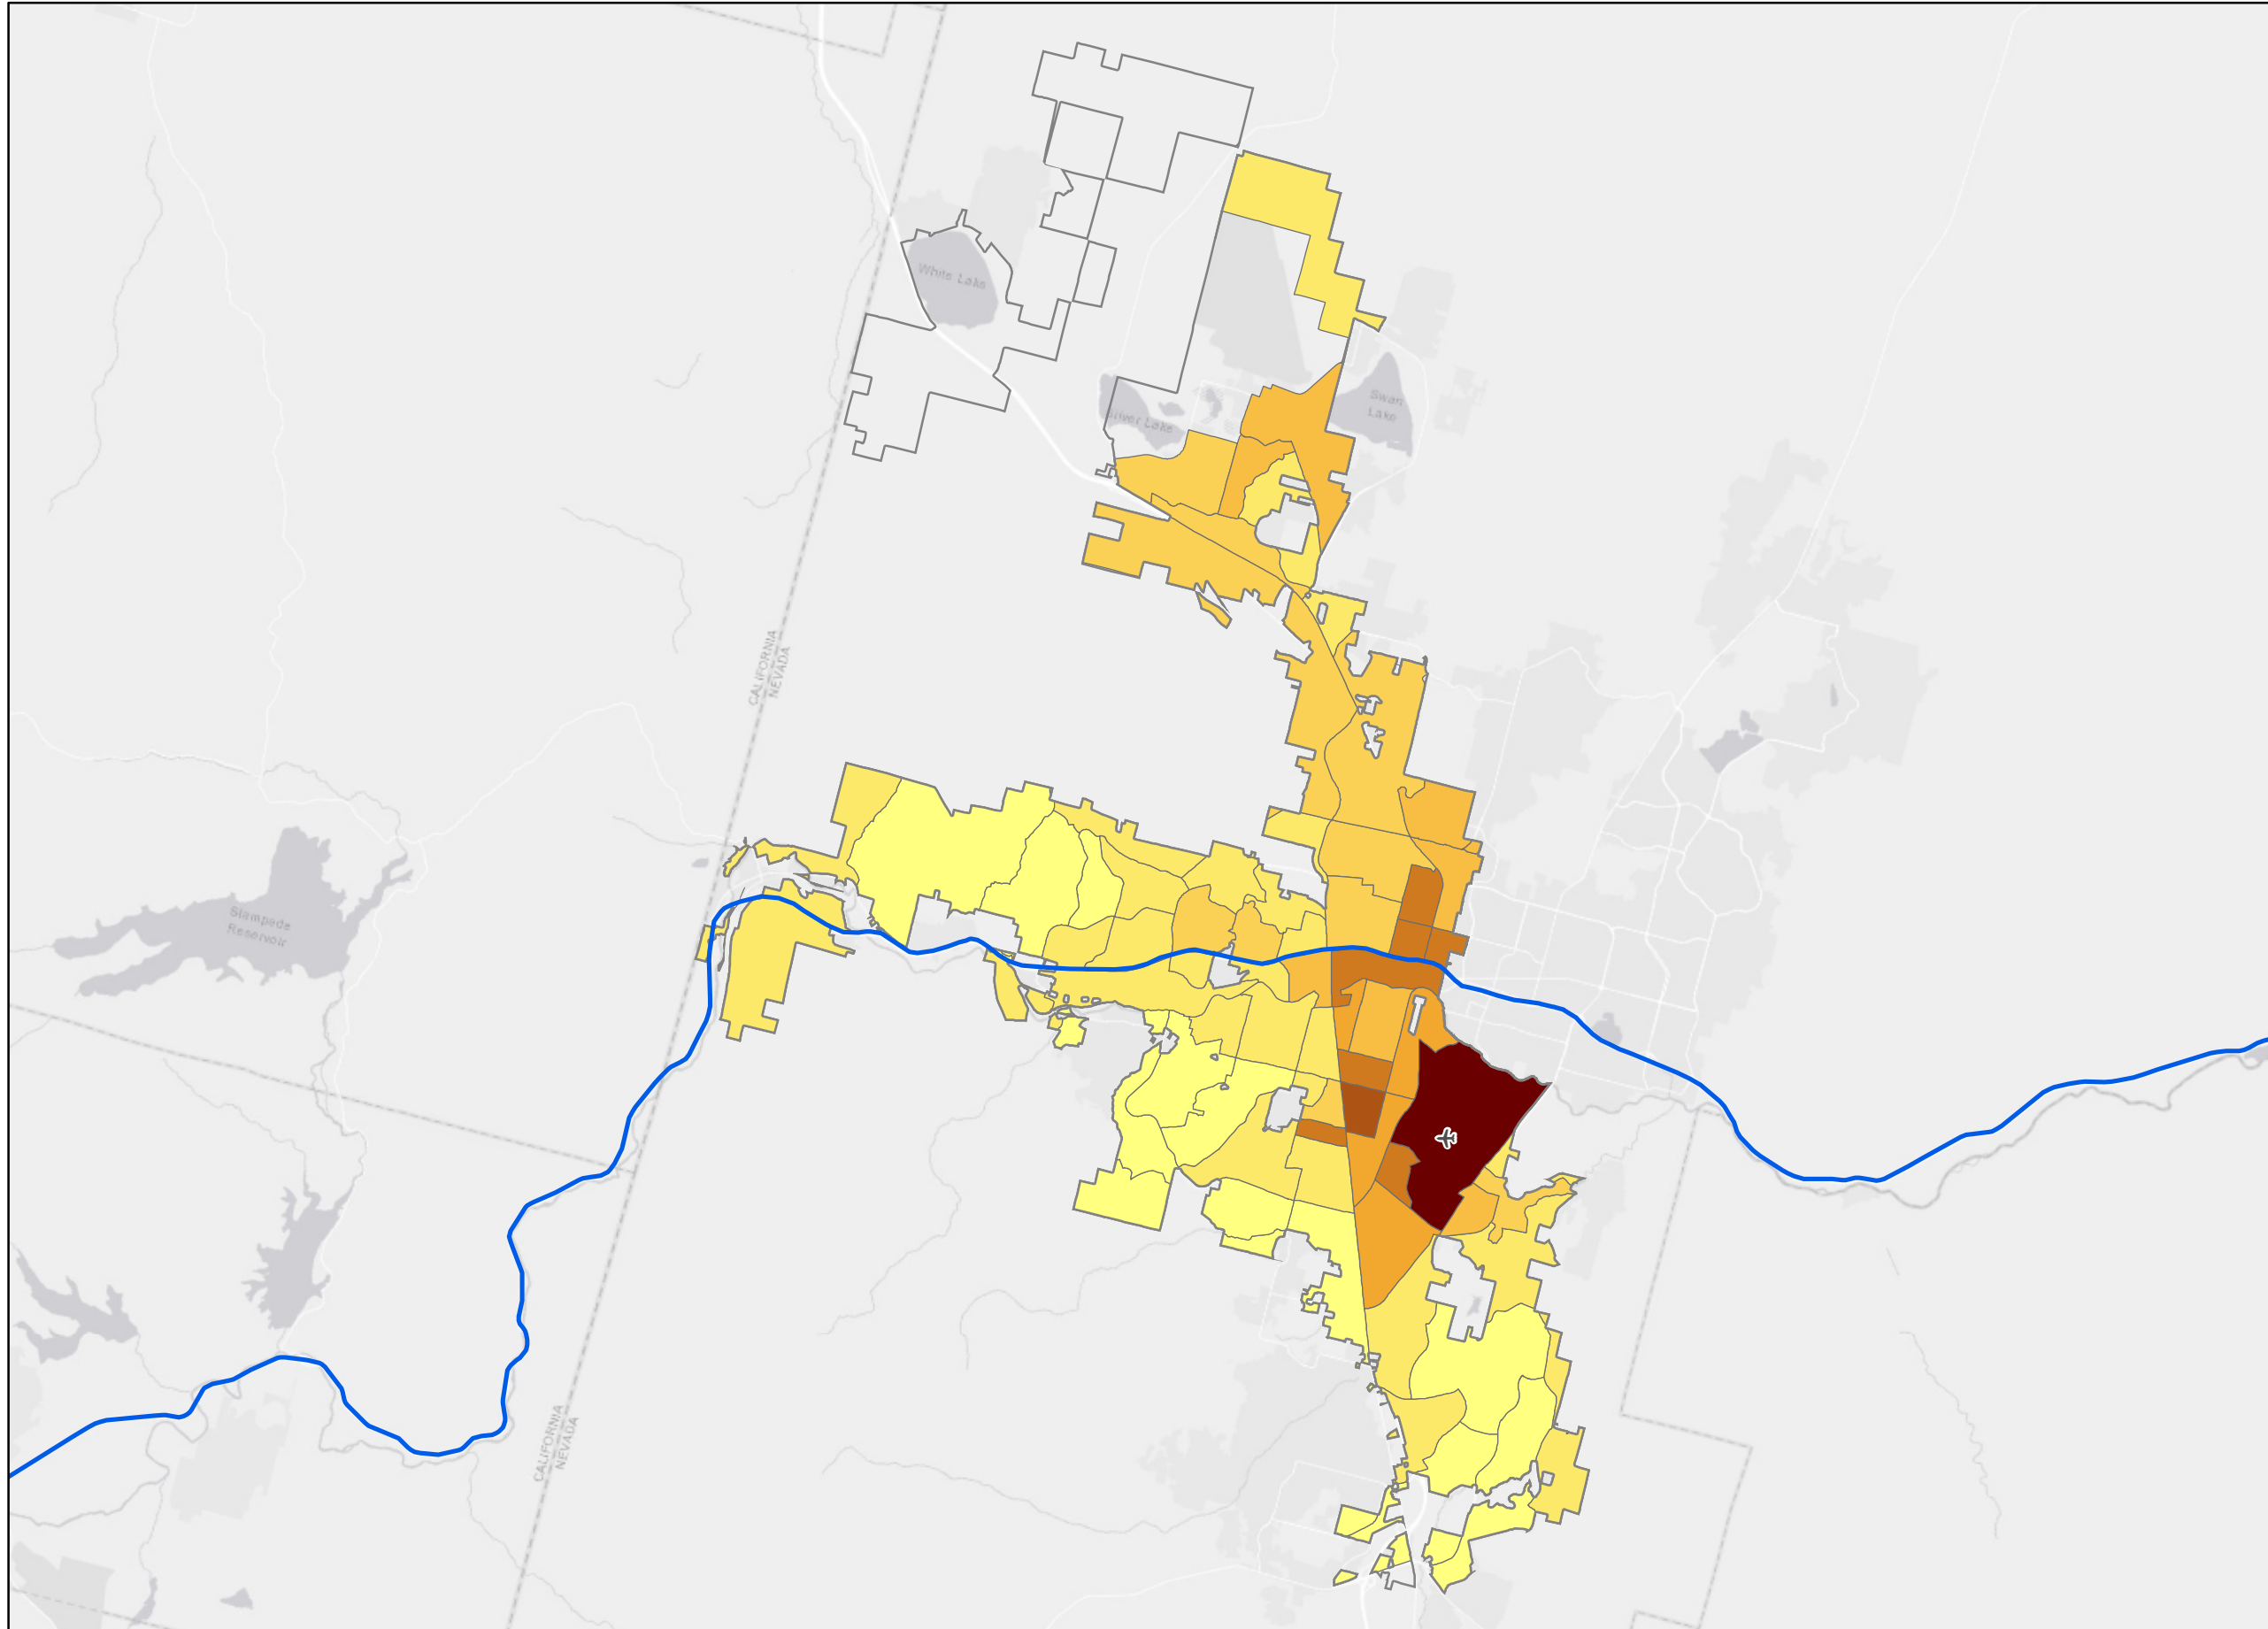 White Lake
Silver Lake
Swan
Lake
CALIFORNIA
NEVADA
Stampede
Reservoir
CALIFORNIA
NEVADA